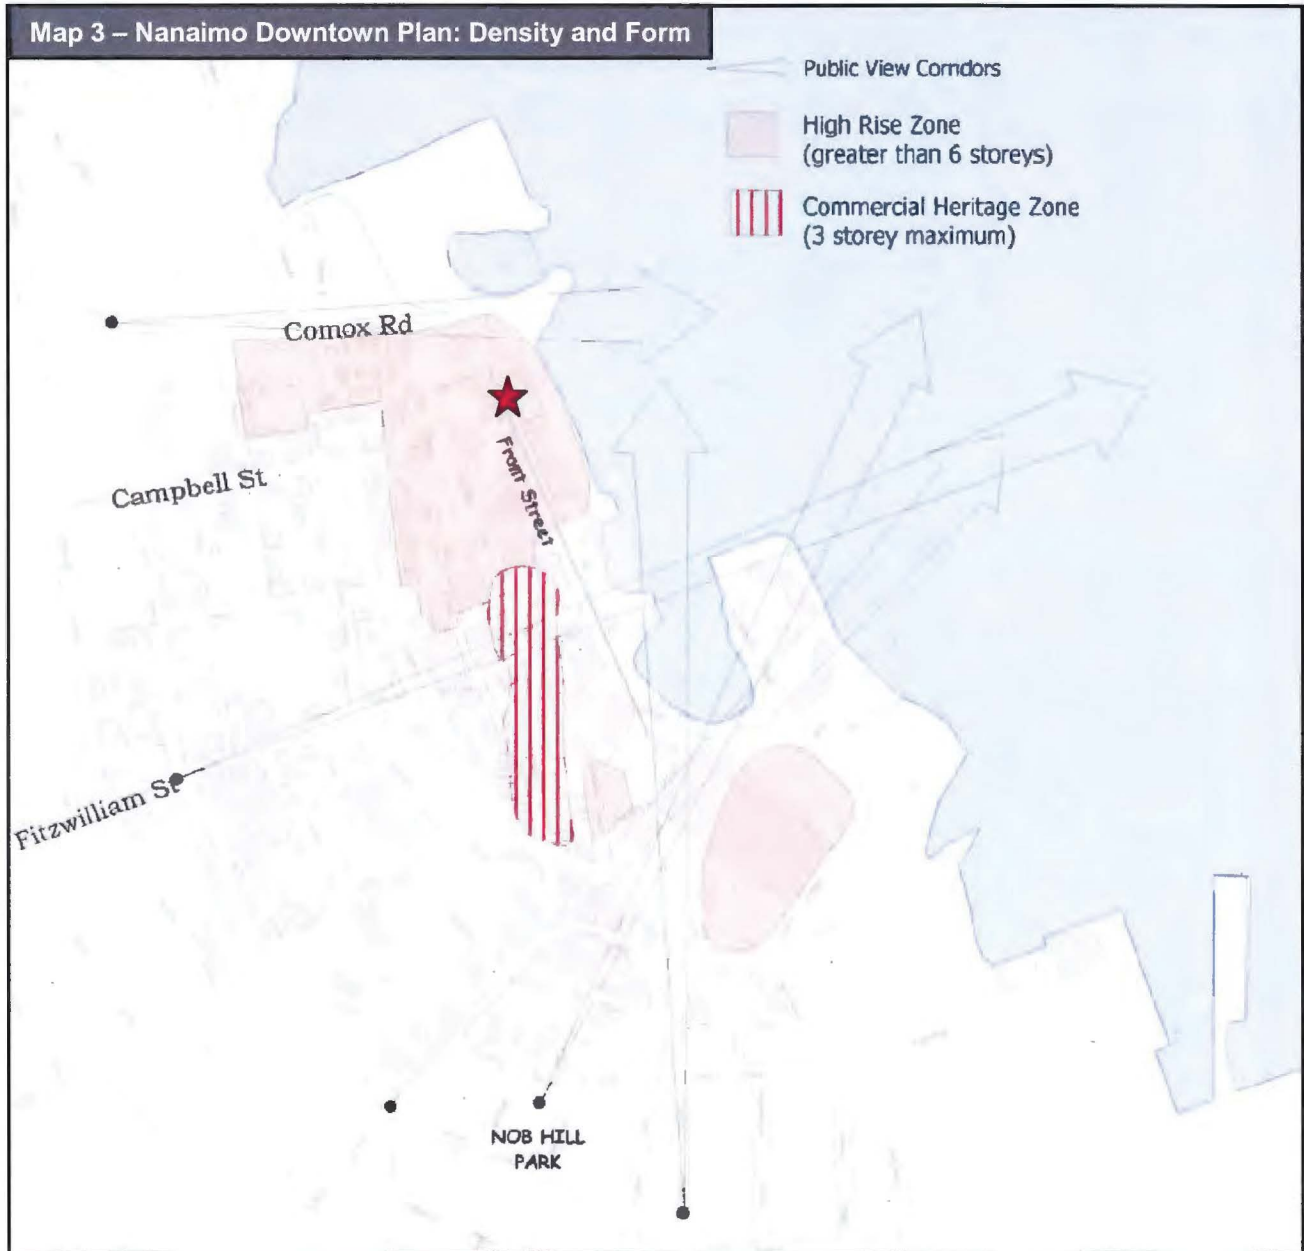 Map 3 – Nanaimo Downtown Plan: Density and Form
Public View Corridors
High Rise Zone
(greater than 6 storeys)
Commercial Heritage Zone
(3 storey maximum)
Comox Rd
Front Street
Campbell St
Fitzwilliam St
NOB HILL
PARK